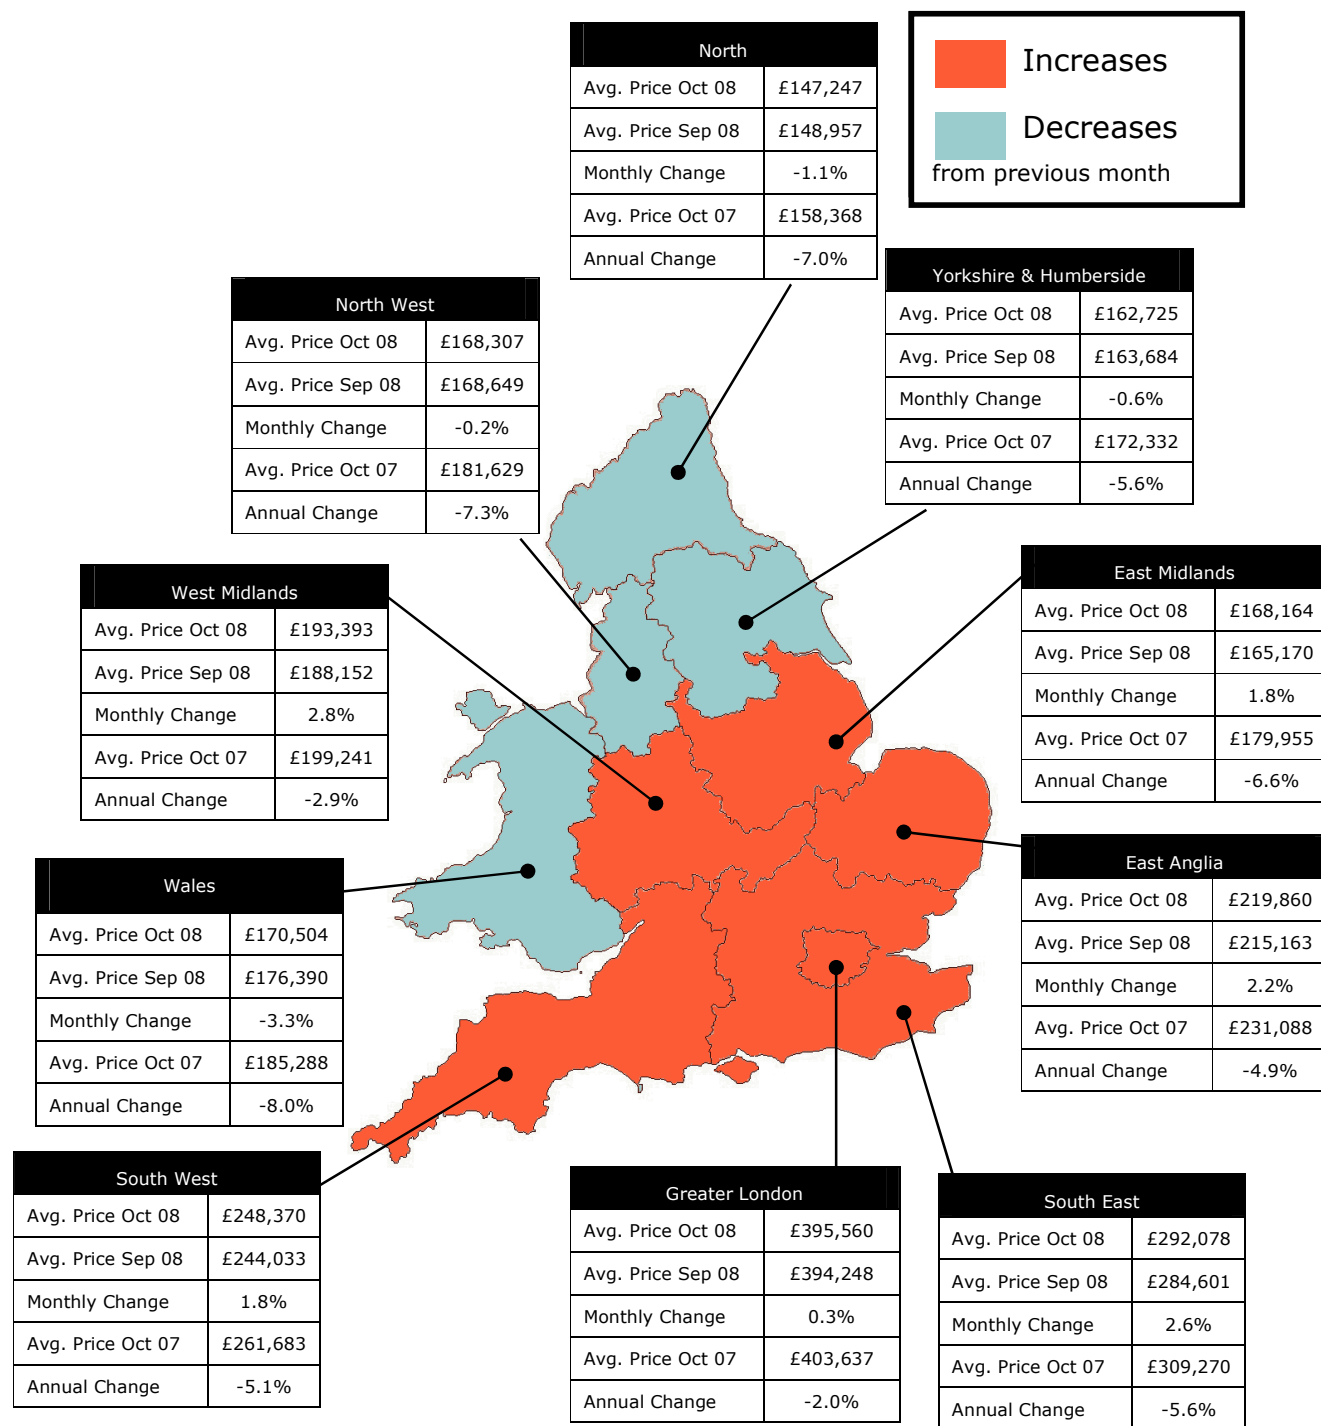 North
Avg. Price Oct 08 £147,247
Avg. Price Sep 08 £148,957
Monthly Change -1.1%
Avg. Price Oct 07 £158,368
Annual Change -7.0%
Increases
Decreases
from previous month
Yorkshire & Humberside
Avg. Price Oct 08 £162,725
Avg. Price Sep 08 £163,684
Monthly Change -0.6%
Avg. Price Oct 07 £172,332
Annual Change -5.6%
North West
Avg. Price Oct 08 £168,307
Avg. Price Sep 08 £168,649
Monthly Change -0.2%
Avg. Price Oct 07 £181,629
Annual Change -7.3%
West Midlands
Avg. Price Oct 08 £193,393
Avg. Price Sep 08 £188,152
Monthly Change 2.8%
Avg. Price Oct 07 £199,241
Annual Change -2.9%
East Midlands
Avg. Price Oct 08 £168,164
Avg. Price Sep 08 £165,170
Monthly Change 1.8%
Avg. Price Oct 07 £179,955
Annual Change -6.6%
East Anglia
Avg. Price Oct 08 £219,860
Avg. Price Sep 08 £215,163
Monthly Change 2.2%
Avg. Price Oct 07 £231,088
Annual Change -4.9%
Wales
Avg. Price Oct 08 £170,504
Avg. Price Sep 08 £176,390
Monthly Change -3.3%
Avg. Price Oct 07 £185,288
Annual Change -8.0%
South West
Avg. Price Oct 08 £248,370
Avg. Price Sep 08 £244,033
Monthly Change 1.8%
Avg. Price Oct 07 £261,683
Annual Change -5.1%
Greater London
Avg. Price Oct 08 £395,560
Avg. Price Sep 08 £394,248
Monthly Change 0.3%
Avg. Price Oct 07 £403,637
Annual Change -2.0%
South East
Avg. Price Oct 08 £292,078
Avg. Price Sep 08 £284,601
Monthly Change 2.6%
Avg. Price Oct 07 £309,270
Annual Change -5.6%